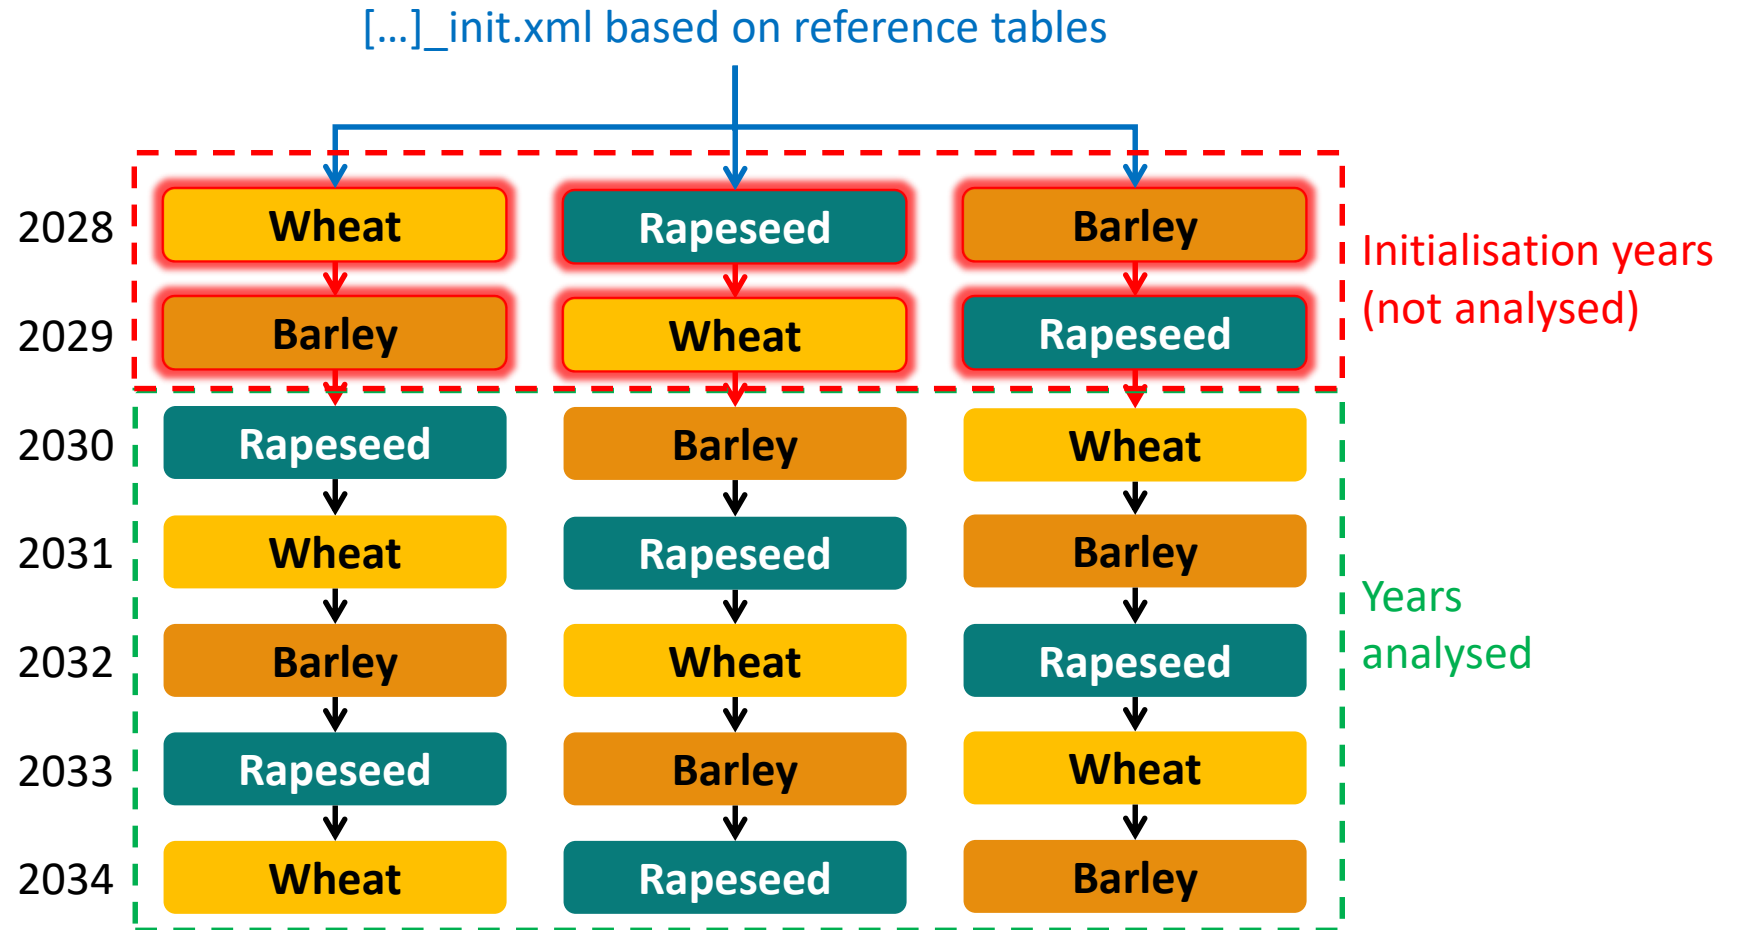 [...]_init.xml based on reference tables
2028 Wheat Rapeseed Barley
Initialisation years
(not analysed)
2029 Barley Wheat Rapeseed
2030 Rapeseed Barley Wheat
2031 Wheat Rapeseed Barley
Years
analysed
2032 Barley Wheat Rapeseed
2033 Rapeseed Barley Wheat
2034 Wheat Rapeseed Barley